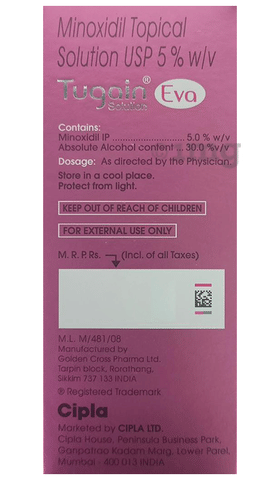 Minoxidil Topical
Solution USP 5% w/v
Tugain® Eva
Solution
Contains:
Minoxidil IP ........................ 5.0 % w/v
Absolute Alcohol content .. 30.0 %v/v
Dosage: As directed by the Physician.
Store in a cool place.
Protect from light.
KEEP OUT OF REACH OF CHILDREN
FOR EXTERNAL USE ONLY
M. R. P. Rs. (Incl. of all Taxes)
M.L. M/481/08
Manufactured by
Golden Cross Pharma Ltd.
Tarpin block, Rorathang,
Sikkim 737 133 INDIA
® Registered Trademark
Cipla
Marketed by CIPLA LTD.
Cipla House, Peninsula Business Park,
Ganpatrao Kadam Marg, Lower Parel,
Mumbai - 400 013 INDIA